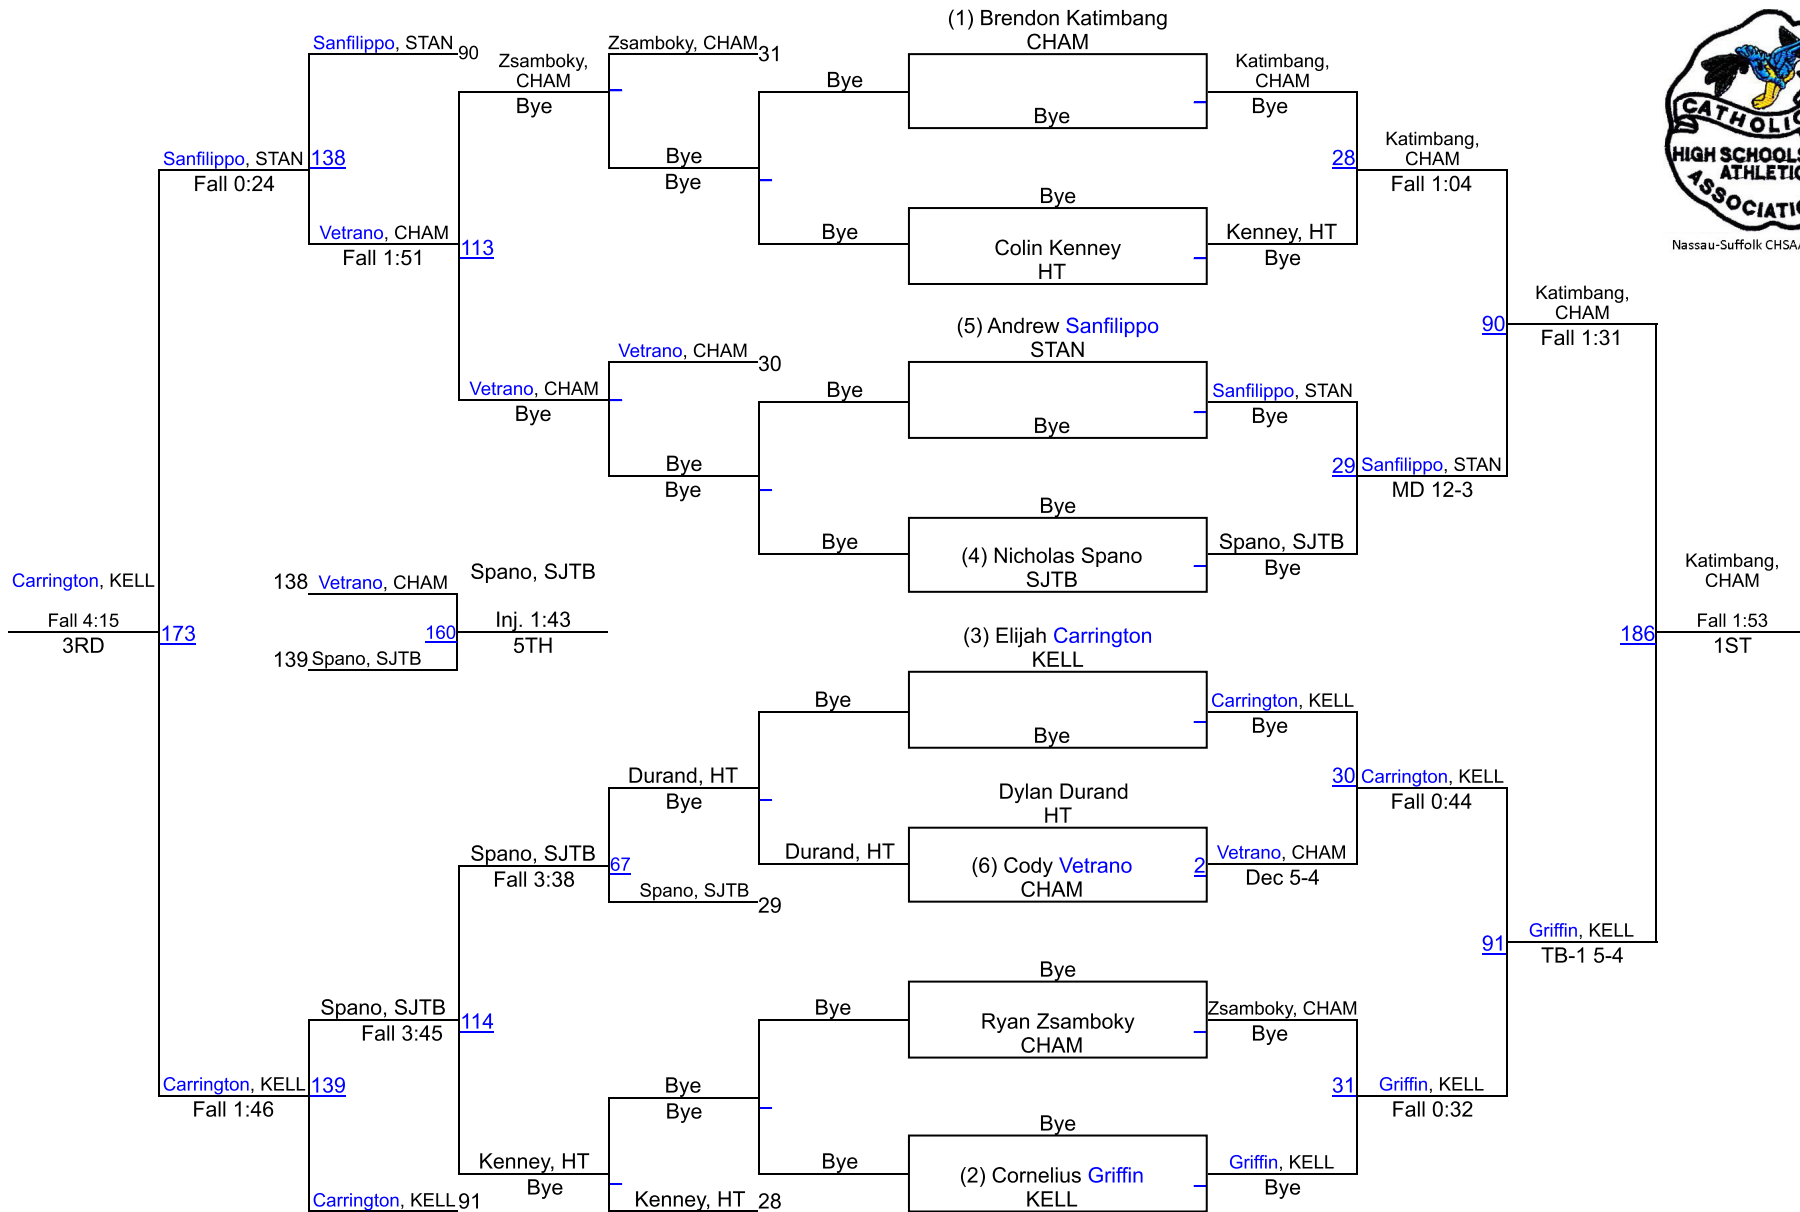 (1) Brendon Katimbang
CHAM
Sanfilippo, STAN 90
Zsamboky,
CHAM
Bye
Zsamboky, CHAM 31
Bye
Bye
Katimbang,
CHAM
Bye
CATHOLIC
HIGH SCHOOLS
ATHLETIC
ASSOCIATIO
Nassau-Suffolk CHSAA
Sanfilippo, STAN 138
Fall 0:24
Bye
Bye
28
Katimbang,
CHAM
Fall 1:04
Bye
Vetrano, CHAM
Fall 1:51
113
Bye
Colin Kenney
HT
Kenney, HT
Bye
Katimbang,
CHAM
Fall 1:31
90
(5) Andrew Sanfilippo
STAN
Vetrano, CHAM 30
Vetrano, CHAM
Bye
Bye
Bye
Sanfilippo, STAN
Bye
Bye
Bye
29 Sanfilippo, STAN
MD 12-3
Bye
Bye
(4) Nicholas Spano
SJTB
Spano, SJTB
Bye
Carrington, KELL
Fall 4:15
3RD
173
138 Vetrano, CHAM
139 Spano, SJTB
160
Spano, SJTB
Inj. 1:43
5TH
Katimbang,
CHAM
186
Fall 1:53
1ST
(3) Elijah Carrington
KELL
Bye
Bye
Carrington, KELL
Bye
Durand, HT
Bye
Dylan Durand
HT
30 Carrington, KELL
Fall 0:44
Spano, SJTB
Fall 3:38
67
Spano, SJTB 29
Durand, HT
(6) Cody Vetrano
CHAM
2
Vetrano, CHAM
Dec 5-4
91
Griffin, KELL
TB-1 5-4
Bye
Spano, SJTB
Fall 3:45
114
Bye
Ryan Zsamboky
CHAM
Zsamboky, CHAM
Bye
Carrington, KELL 139
Fall 1:46
Bye
Bye
31
Griffin, KELL
Fall 0:32
Bye
Kenney, HT
Bye
Bye
(2) Cornelius Griffin
KELL
Griffin, KELL
Bye
Carrington, KELL 91
Kenney, HT 28